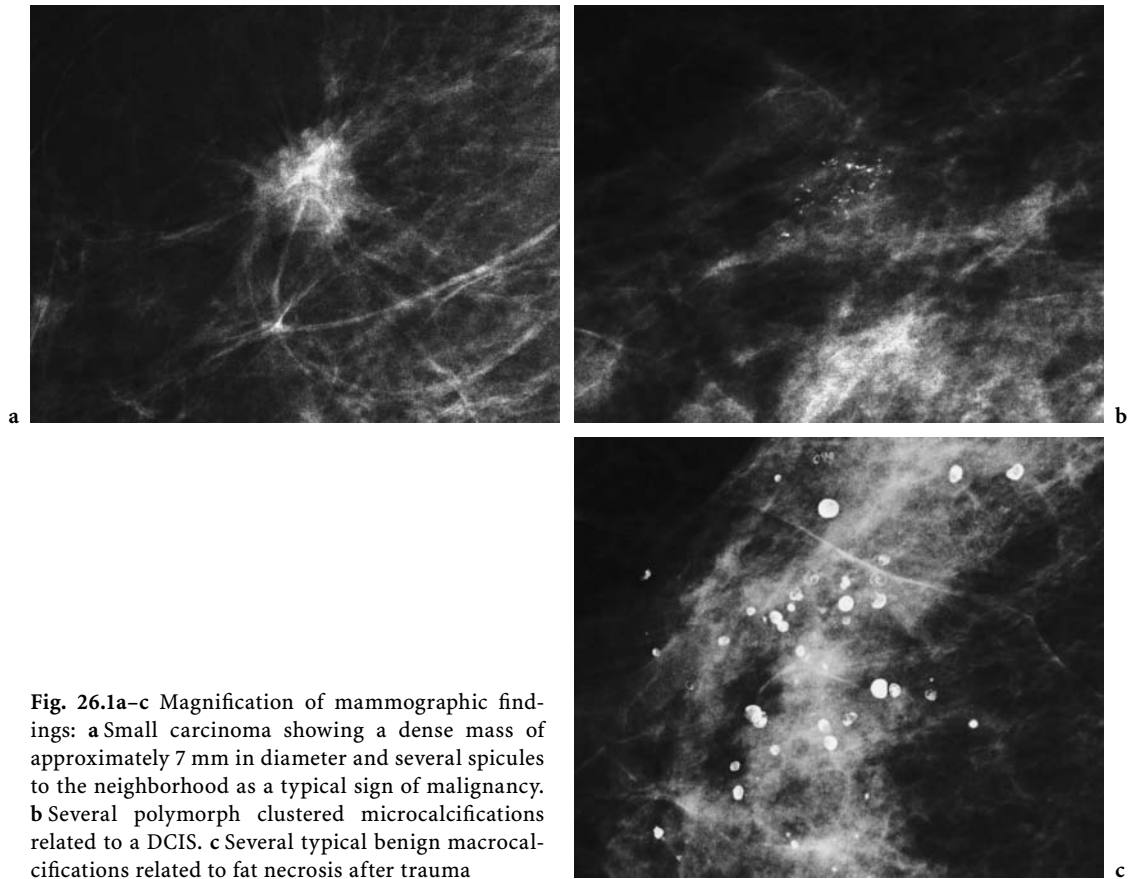 a
b
c
Fig. 26.1a–c Magnification of mammographic find-
ings: a Small carcinoma showing a dense mass of
approximately 7 mm in diameter and several spicules
to the neighborhood as a typical sign of malignancy.
b Several polymorph clustered microcalcifications
related to a DCIS. c Several typical benign macrocal-
cifications related to fat necrosis after trauma